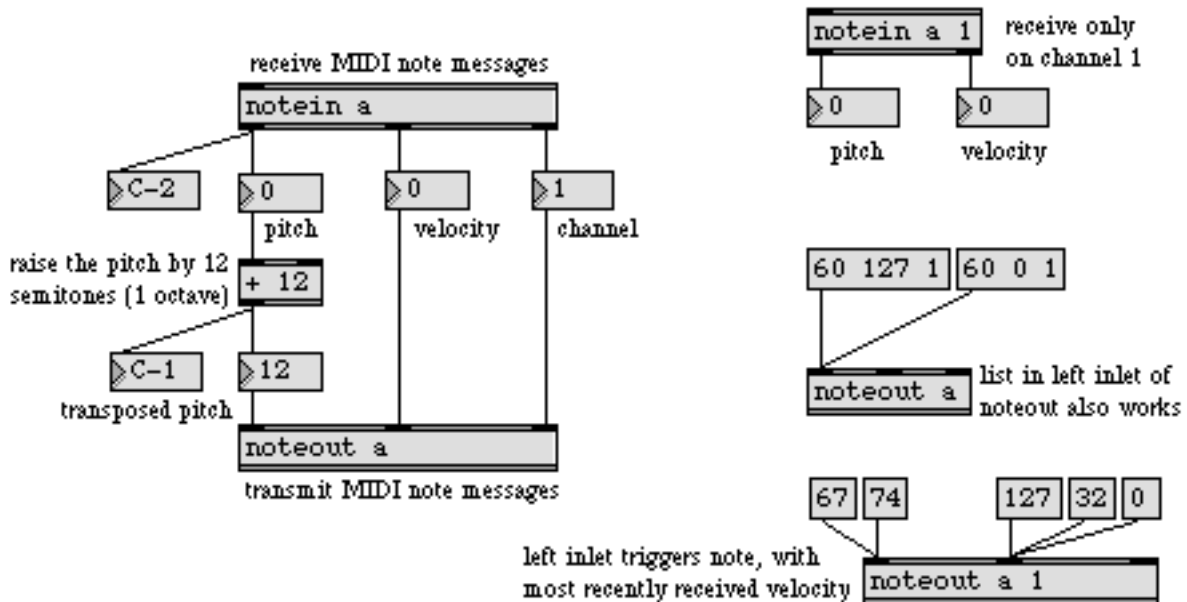 receive MIDI note messages
notein a
C-2
0
0
1
pitch
velocity
channel
raise the pitch by 12
semitones (1 octave)
+ 12
C-1
12
transposed pitch
noteout a
transmit MIDI note messages
notein a 1
receive only
on channel 1
0
0
pitch
velocity
60 127 1
60 0 1
noteout a
list in left inlet of
noteout also works
67
74
127
32
0
left inlet triggers note, with
most recently received velocity
noteout a 1